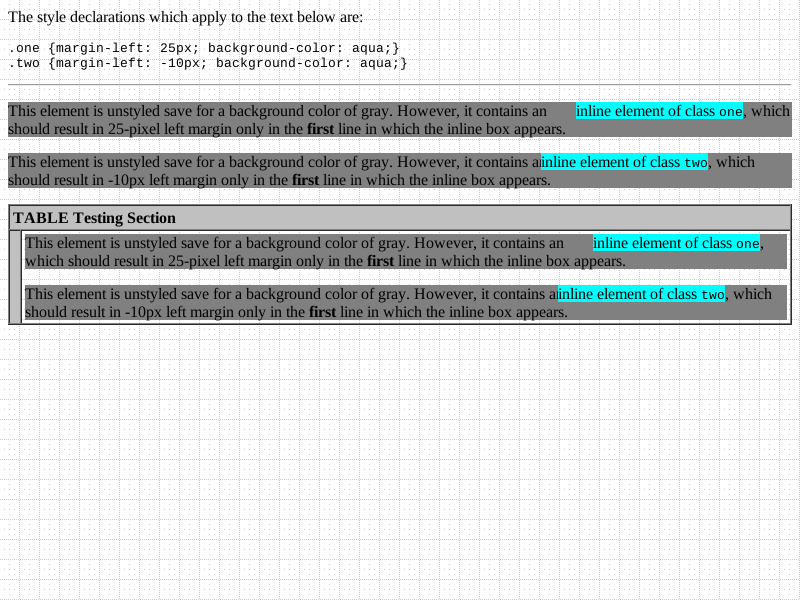 The style declarations which apply to the text below are:
.one {margin-left: 25px; background-color: aqua;}
.two {margin-left: -10px; background-color: aqua;}
This element is unstyled save for a background color of gray. However, it contains an inline element of class one, which
should result in 25-pixel left margin only in the first line in which the inline box appears.
This element is unstyled save for a background color of gray. However, it contains a inline element of class two, which
should result in -10px left margin only in the first line in which the inline box appears.
TABLE Testing Section
This element is unstyled save for a background color of gray. However, it contains an inline element of class one,
which should result in 25-pixel left margin only in the first line in which the inline box appears.
This element is unstyled save for a background color of gray. However, it contains a inline element of class two, which
should result in -10px left margin only in the first line in which the inline box appears.